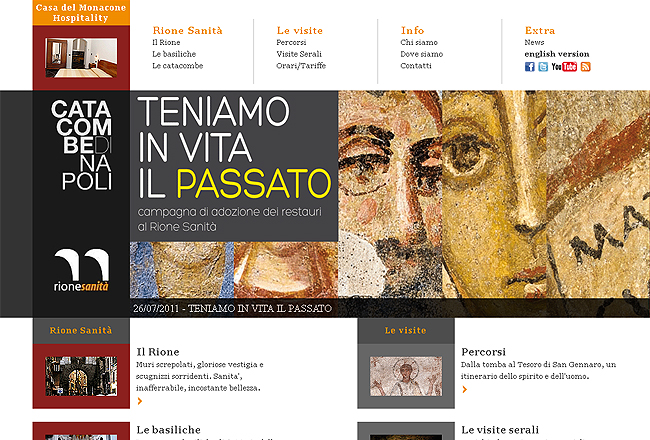 Casa del Monacone
Hospitality
Rione Sanità
Il Rione
Le basiliche
Le catacombe
Le visite
Percorsi
Visite Serali
Orari/Tariffe
Info
Chi siamo
Dove siamo
Contatti
Extra
News
english version
You Tube
CATA
COM
BEDI
NA
POLI
TENIAMO
IN VITA
IL PASSATO
campagna di adozione dei restauri
al Rione Sanità
rionesanità
26/07/2011 - TENIAMO IN VITA IL PASSATO
Rione Sanità
Il Rione
Muri screpolati, gloriose vestigia e
scugnizzi sorridenti. Sanita',
inafferrabile, incostante bellezza.
Le visite
Percorsi
Dalla tomba al Tesoro di San Gennaro, un
itinerario dello spirito e dell'uomo.
Le basiliche
Le visite serali